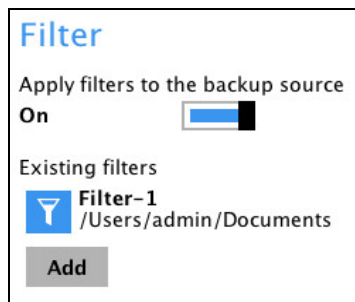 Filter
Apply filters to the backup source
On
Existing filters
Filter-1
/Users/admin/Documents
Add